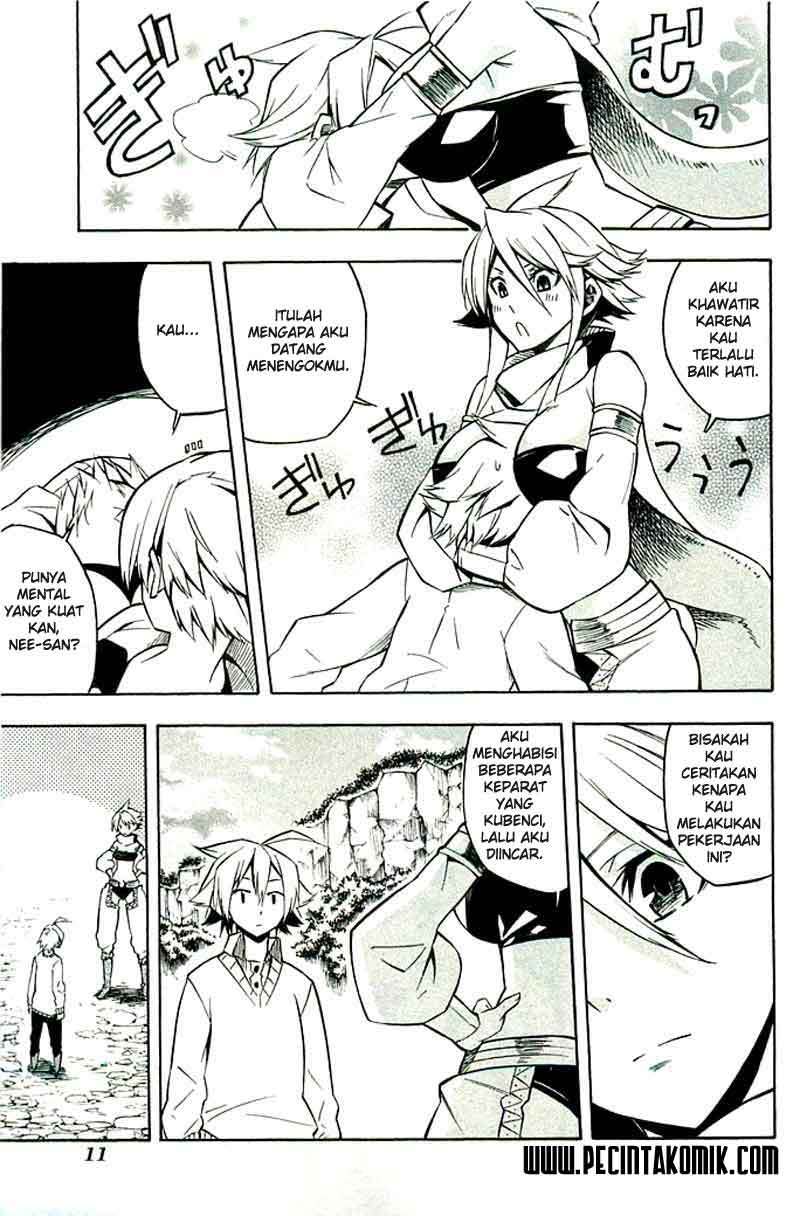 むっ
ぎゅ
AKU
KHAWATIR
KARENA
KAU
TERLALU
BAIK HATI.
ITULAH
MENGAPA AKU
DATANG
MENENGOKMU.
うぅぅ
ぎゅ
ぎゅ
KAU...
PUNYA
MENTAL
YANG KUAT
KAN,
NEE-SAN?
BISAKAH
KAU
CERITAKAN
KENAPA
KAU
MELAKUKAN
PEKERJAAN
INI?
AKU
MENGHABISI
BEBERAPA
KEPARAT
YANG
KUBENCI,
LALU AKU
DIINCAR.
11
WWW.PECINTAKOMIK.COM